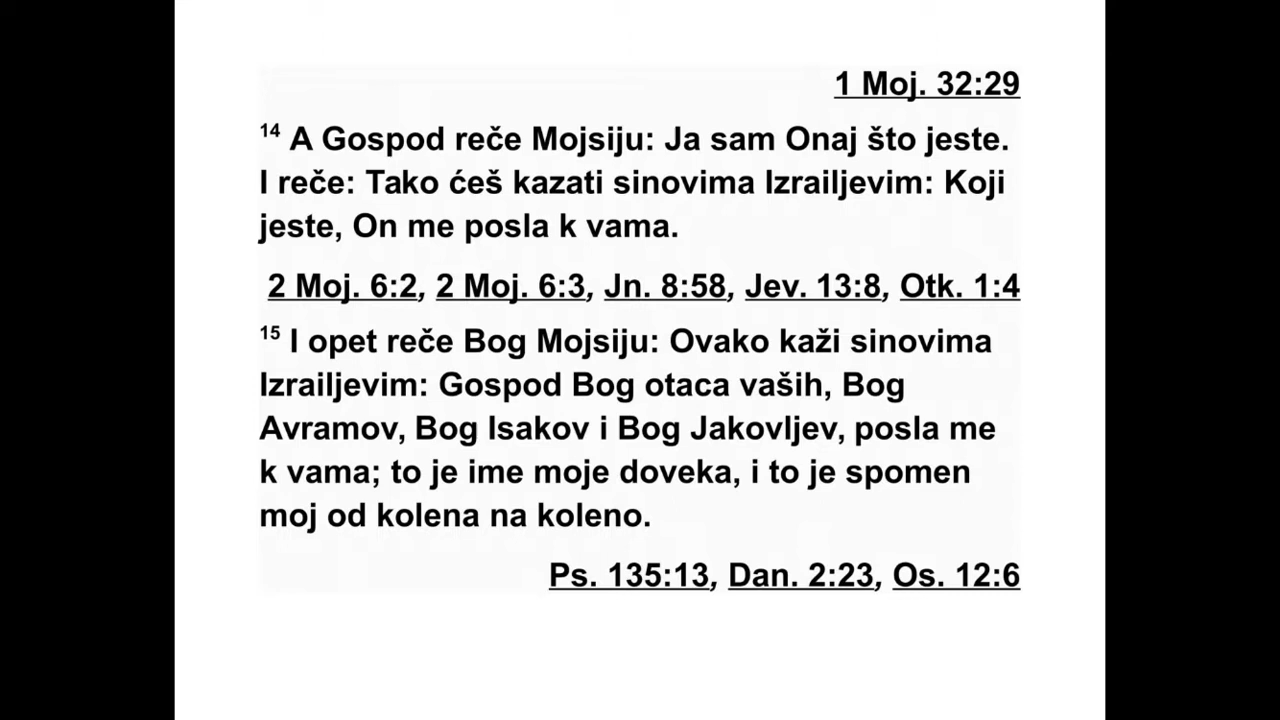 1 Moj. 32:29
14 A Gospod reče Mojsiju: Ja sam Onaj što jeste.
I reče: Tako ćeš kazati sinovima Izrailjevim: Koji
jeste, On me posla k vama.
2 Moj. 6:2, 2 Moj. 6:3, Jn. 8:58, Jev. 13:8, Otk. 1:4
15 I opet reče Bog Mojsiju: Ovako kaži sinovima
Izrailjevim: Gospod Bog otaca vaših, Bog
Avramov, Bog Isakov i Bog Jakovljev, posla me
k vama; to je ime moje doveka, i to je spomen
moj od kolena na koleno.
Ps. 135:13, Dan. 2:23, Os. 12:6